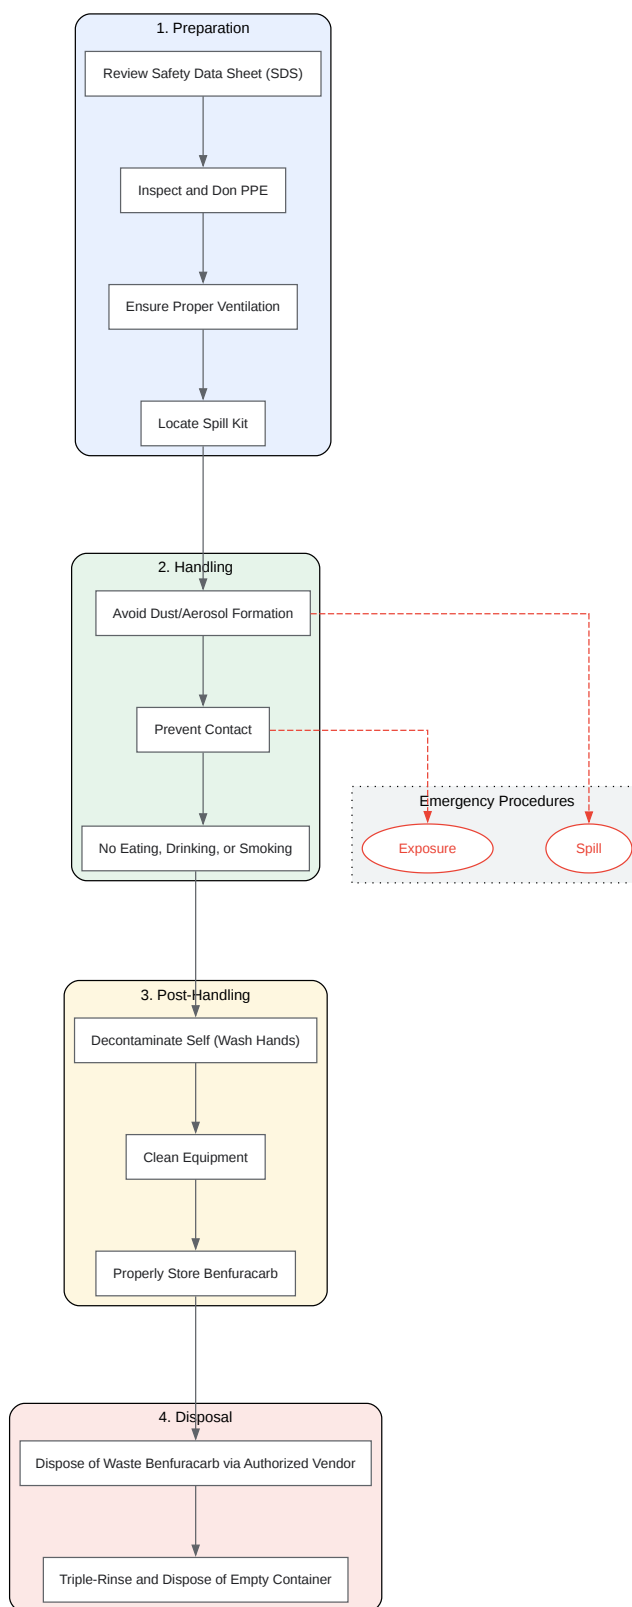 1. Preparation
Review Safety Data Sheet (SDS)
Inspect and Don PPE
Ensure Proper Ventilation
Locate Spill Kit
2. Handling
Avoid Dust/Aerosol Formation
Prevent Contact
No Eating, Drinking, or Smoking
Emergency Procedures
Exposure
Spill
3. Post-Handling
Decontaminate Self (Wash Hands)
Clean Equipment
Properly Store Benfuracarb
4. Disposal
Dispose of Waste Benfuracarb via Authorized Vendor
Triple-Rinse and Dispose of Empty Container